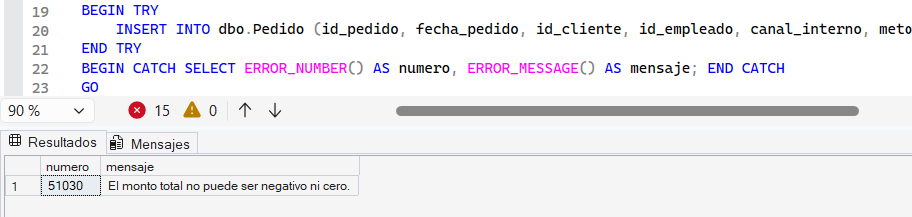 19 BEGIN TRY
20 INSERT INTO dbo.Pedido (id_pedido, fecha_pedido, id_cliente, id_empleado, canal_interno, meto
21 END TRY
22 BEGIN CATCH SELECT ERROR_NUMBER() AS numero, ERROR_MESSAGE() AS mensaje; END CATCH
23 GO
90 % 15 0
Resultados Mensajes
numero mensaje
1 51030 El monto total no puede ser negativo ni cero.